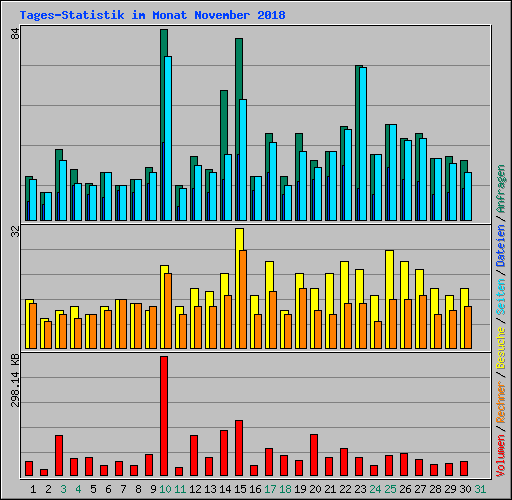 Tages-Statistik im Monat November 2018
84
32
298.14 KB
Volumen / Rechner / Besuche / Seiten / Dateien / Anfragen
1 2 3 4 5 6 7 8 9 10 11 12 13 14 15 16 17 18 19 20 21 22 23 24 25 26 27 28 29 30 31